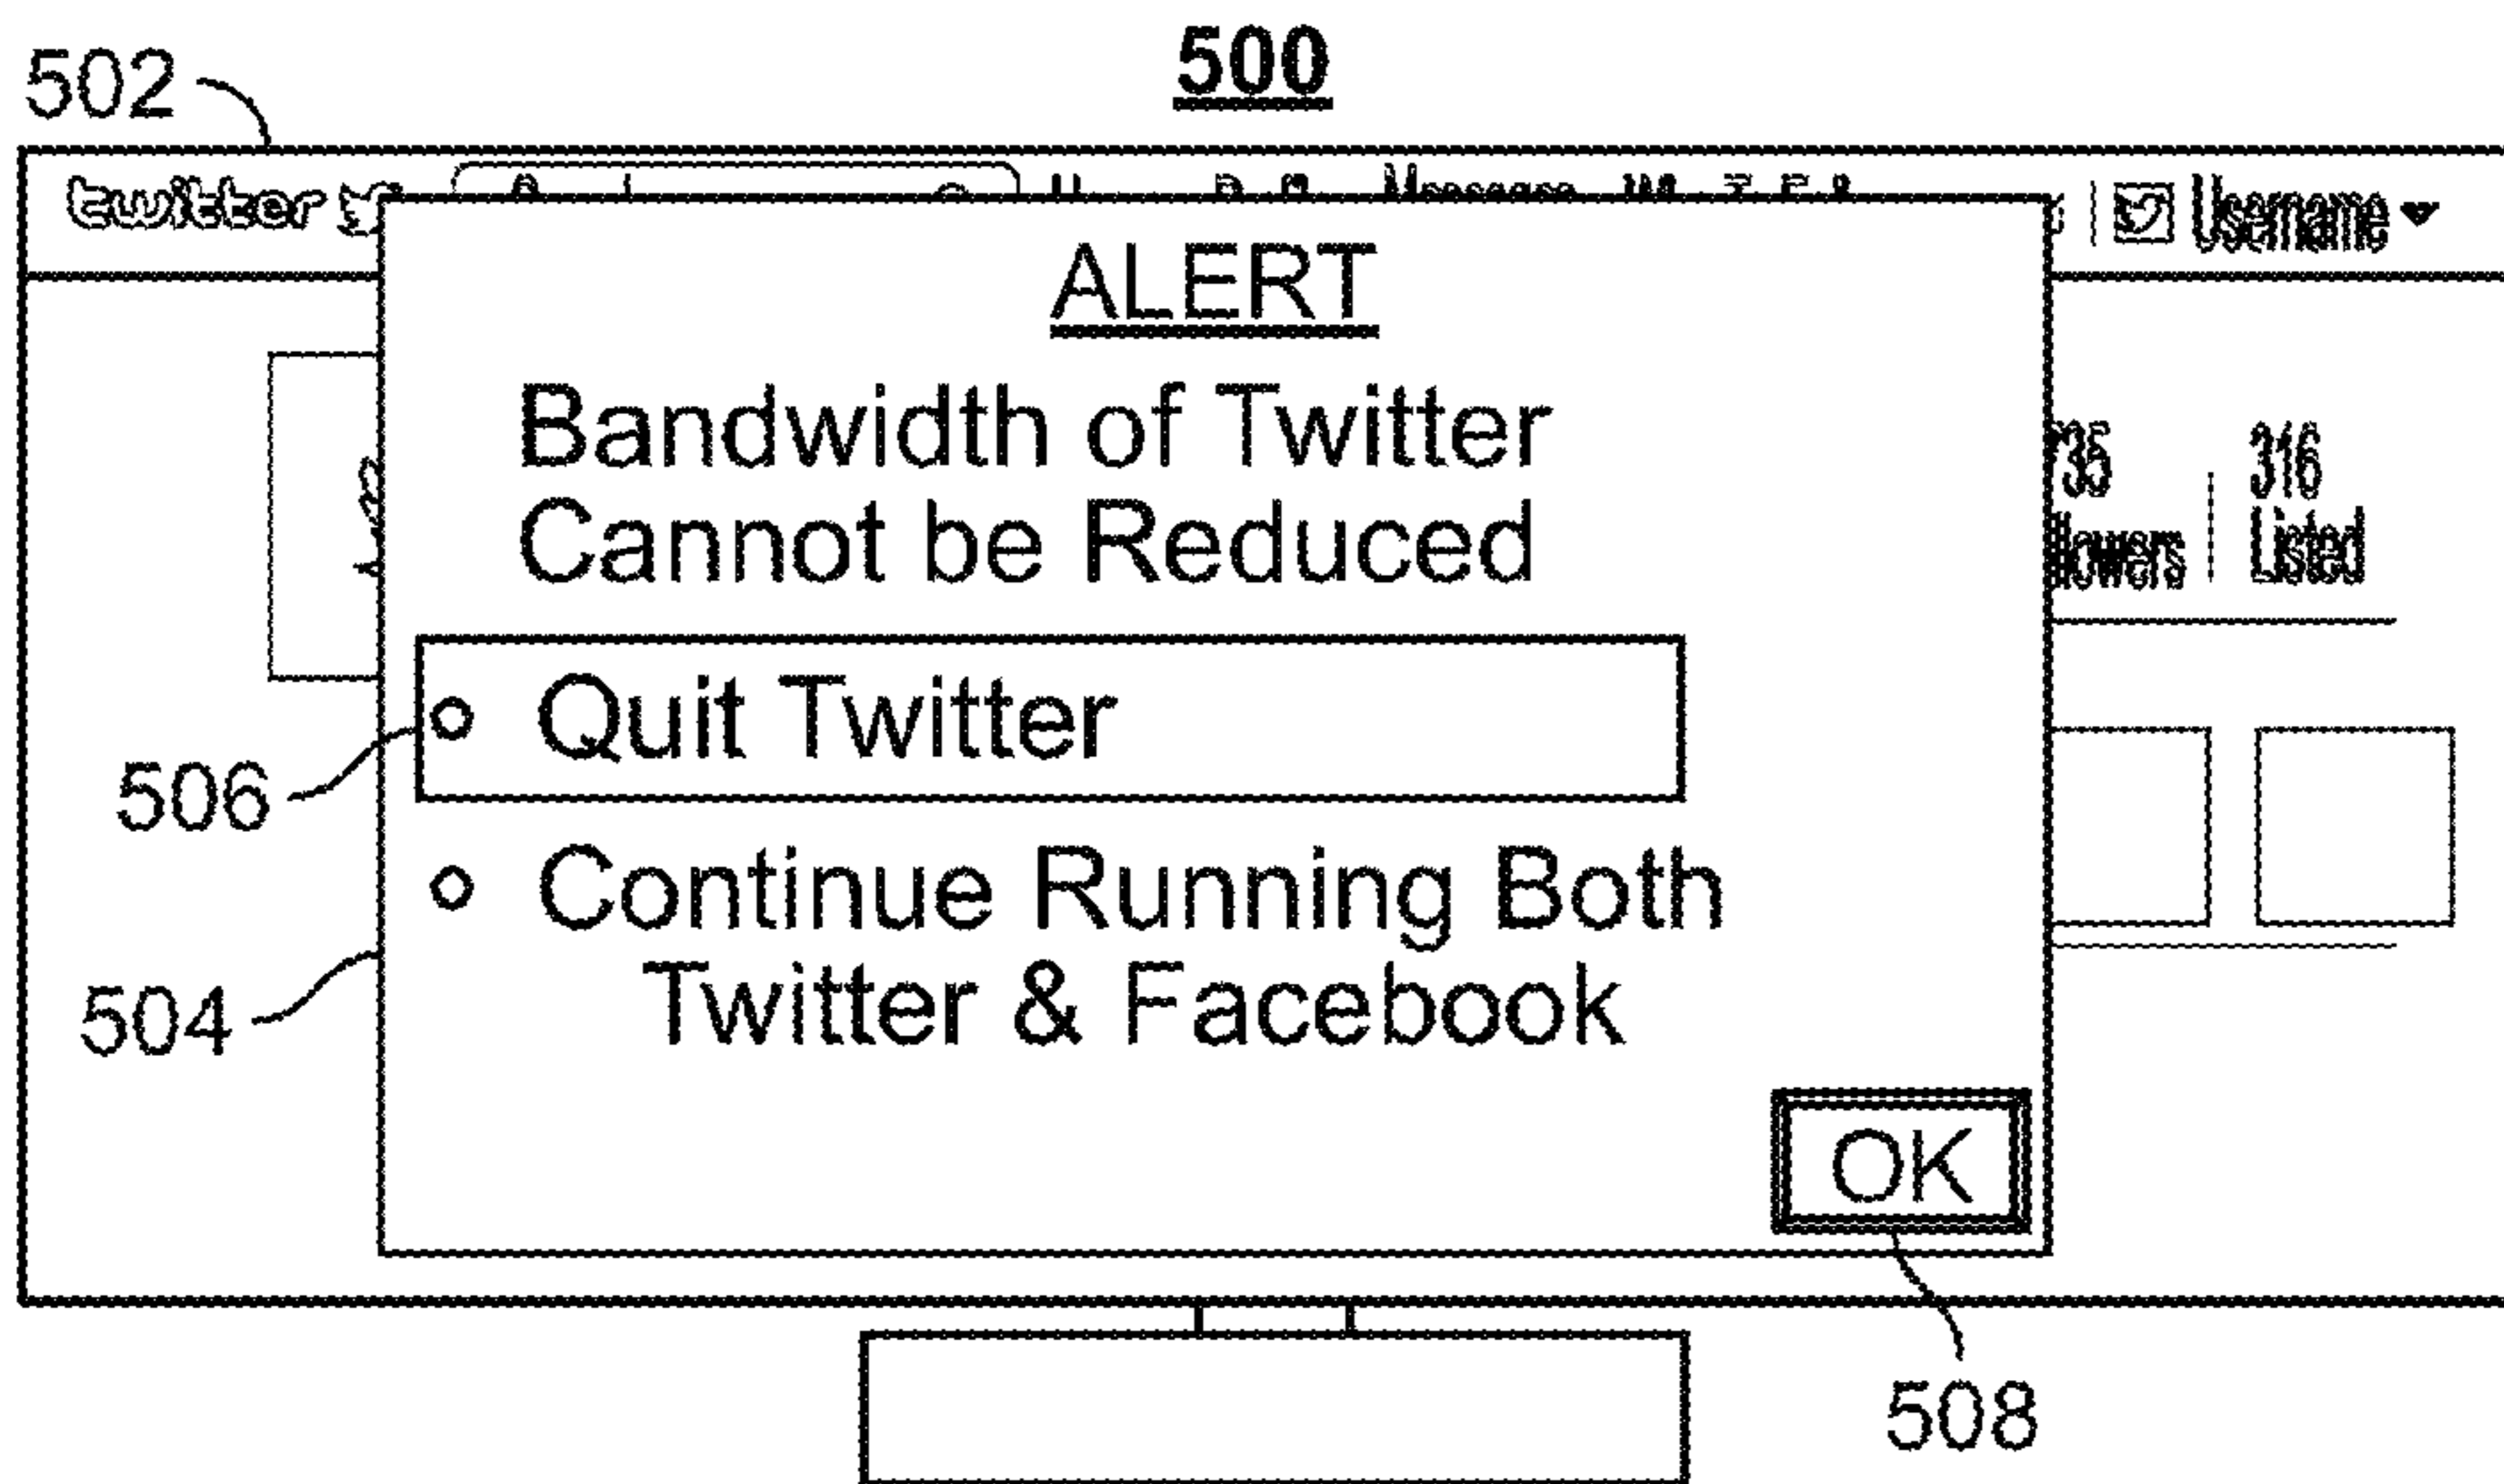 500
502
twitter
Username
ALERT
Bandwidth of Twitter
Cannot be Reduced
316
Listed
Quit Twitter
506
Continue Running Both
504
Twitter & Facebook
OK
508